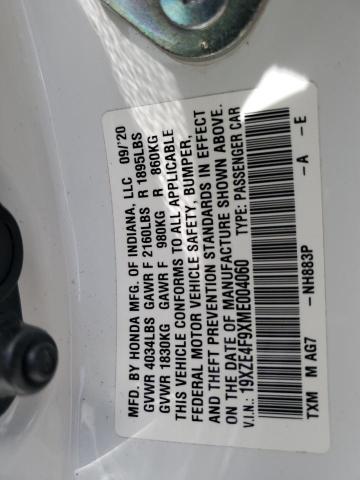 MFD. BY HONDA MFG. OF INDIANA, LLC 09/'20
GVWR 4034LBS GAWR F 2160LBS R 1895LBS
GVWR 1830KG GAWR F 980KG R 860KG
THIS VEHICLE CONFORMS TO ALL APPLICABLE
FEDERAL MOTOR VEHICLE SAFETY, BUMPER,
AND THEFT PREVENTION STANDARDS IN EFFECT
ON THE DATE OF MANUFACTURE SHOWN ABOVE.
V.I.N.: 19XZE4F9XME004060 TYPE: PASSENGER CAR
TXM M AG7 -NH883P -A -E